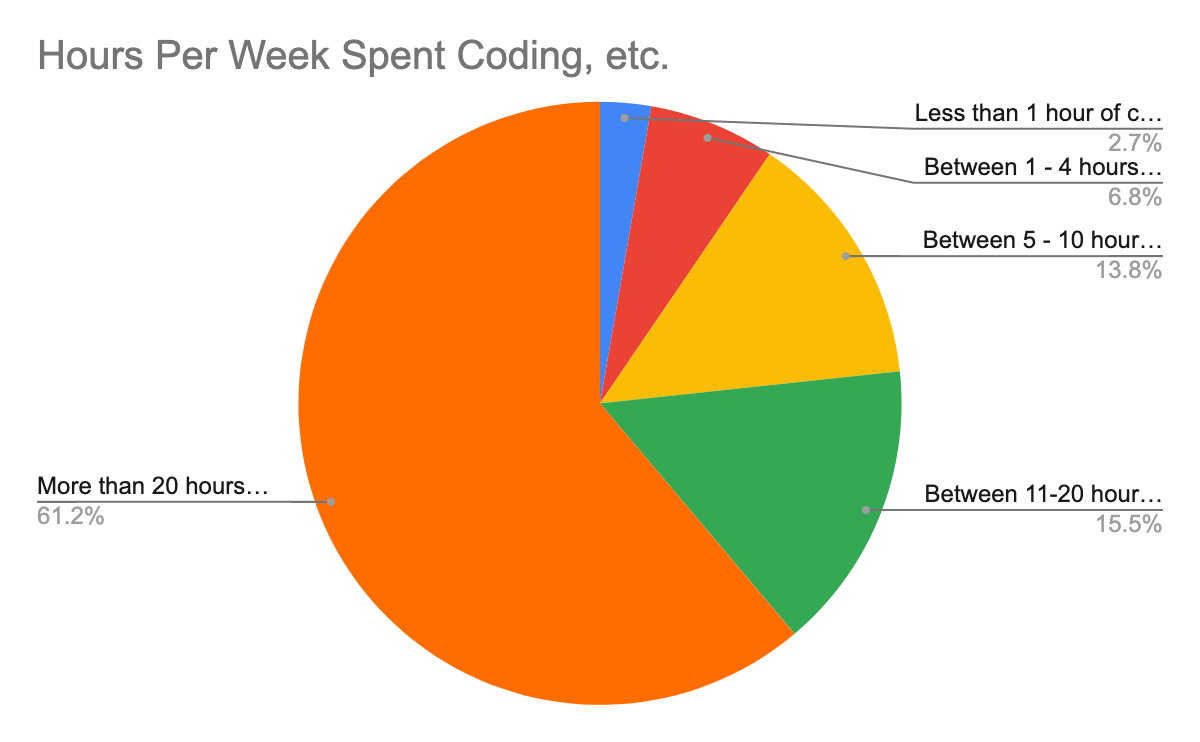 Hours Per Week Spent Coding, etc.
Less than 1 hour of c…
2.7%
Between 1 - 4 hours…
6.8%
Between 5 - 10 hour…
13.8%
Between 11-20 hour…
15.5%
More than 20 hours…
61.2%